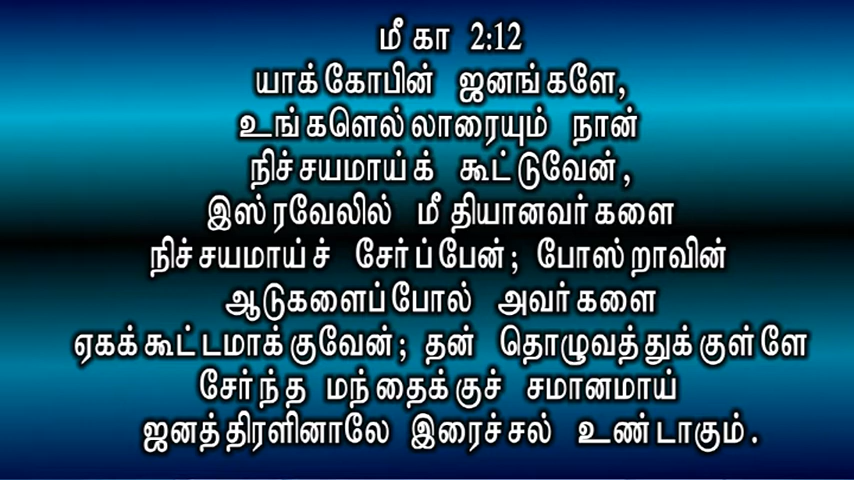 மீகா 2:12
யாக்கோபின் ஜனங்களே,
உங்களெல்லாரையும் நான்
நிச்சயமாய்க் கூட்டுவேன்,
இஸ்ரவேலில் மீதியானவர்களை
நிச்சயமாய்ச் சேர்ப்பேன்; போஸ்றாவின்
ஆடுகளைப்போல் அவர்களை
ஏகக்கூட்டமாக்குவேன்; தன் தொழுவத்துக்குள்ளே
சேர்ந்த மந்தைக்குச் சமானமாய்
ஜனத்திரளினாலே இரைச்சல் உண்டாகும்.